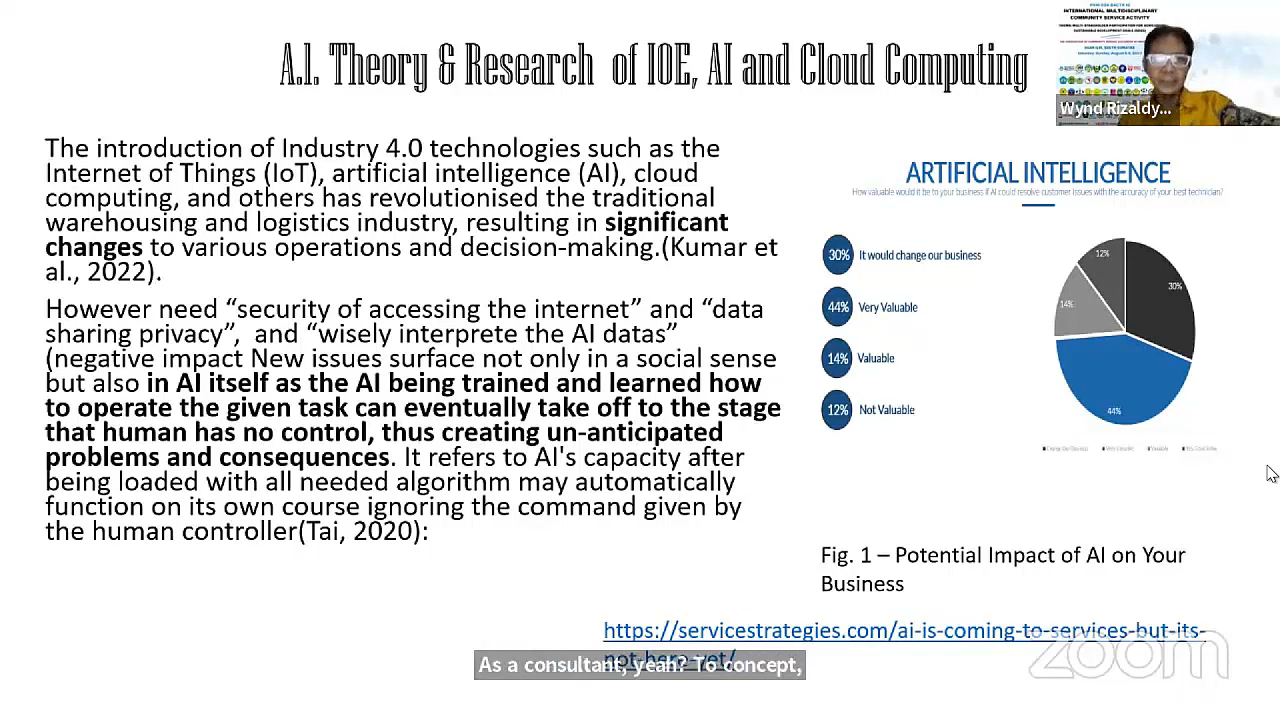 A.I. Theory & Research of IOE, AI and Cloud Computing
INTERNATIONAL MULTIDISCIPLINARY
COMMUNITY SERVICE ACTIVITY
Wynd Rizaldy...
The introduction of Industry 4.0 technologies such as the
Internet of Things (IoT), artificial intelligence (AI), cloud
computing, and others has revolutionised the traditional
warehousing and logistics industry, resulting in significant
changes to various operations and decision-making.(Kumar et
al., 2022).
However need “security of accessing the internet” and “data
sharing privacy”, and “wisely interprete the AI datas”
(negative impact New issues surface not only in a social sense
but also in AI itself as the AI being trained and learned how
to operate the given task can eventually take off to the stage
that human has no control, thus creating un-anticipated
problems and consequences. It refers to AI's capacity after
being loaded with all needed algorithm may automatically
function on its own course ignoring the command given by
the human controller(Tai, 2020):
ARTIFICIAL INTELLIGENCE
How valuable would it be to your business if AI could resolve customer issues with the accuracy of your best technician?
30% It would change our business
44% Very Valuable
14% Valuable
12% Not Valuable
12%
30%
14%
44%
Fig. 1 – Potential Impact of AI on Your
Business
https://servicestrategies.com/ai-is-coming-to-services-but-its-
not-here-yet/
As a consultant, yeah? To concept,
zoom